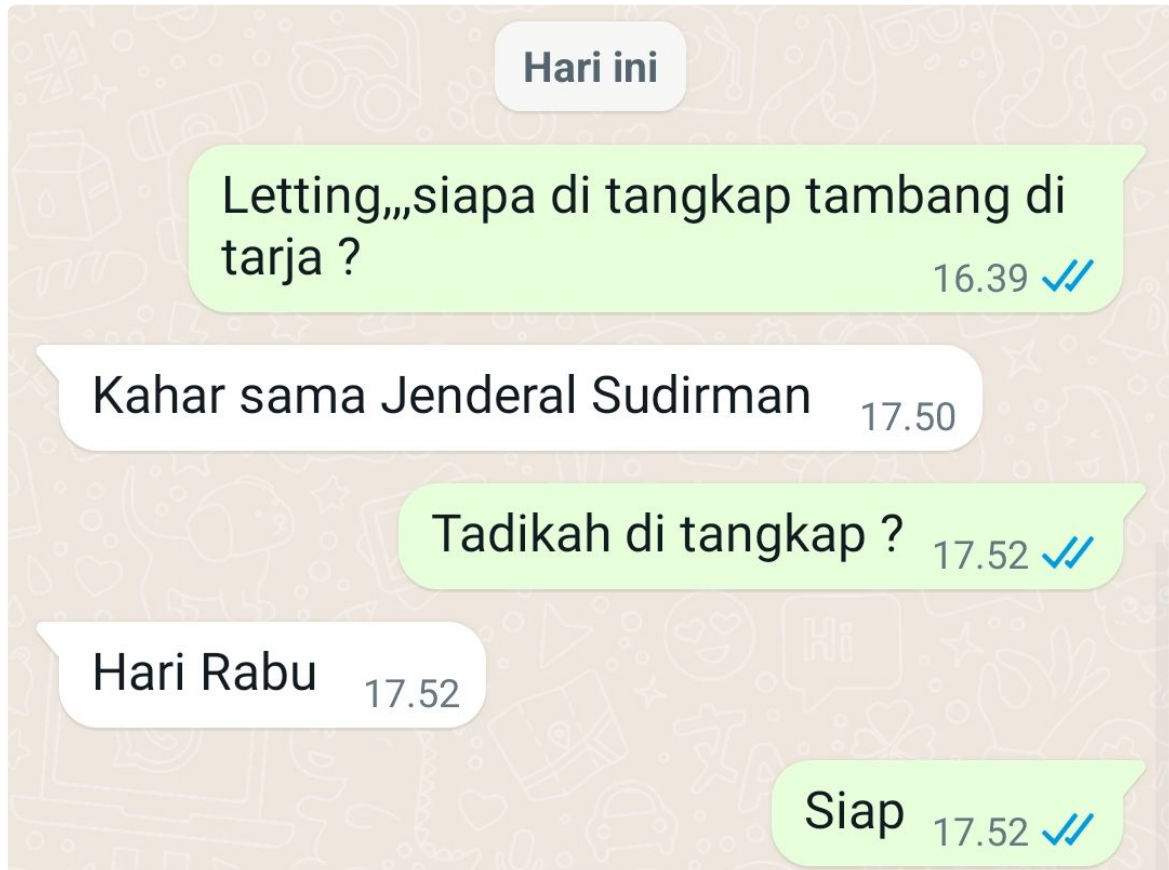 Hari ini
Letting,,,siapa di tangkap tambang di
tarja ?
16.39
Kahar sama Jenderal Sudirman 17.50
Tadikah di tangkap ? 17.52
Hari Rabu 17.52
Siap 17.52